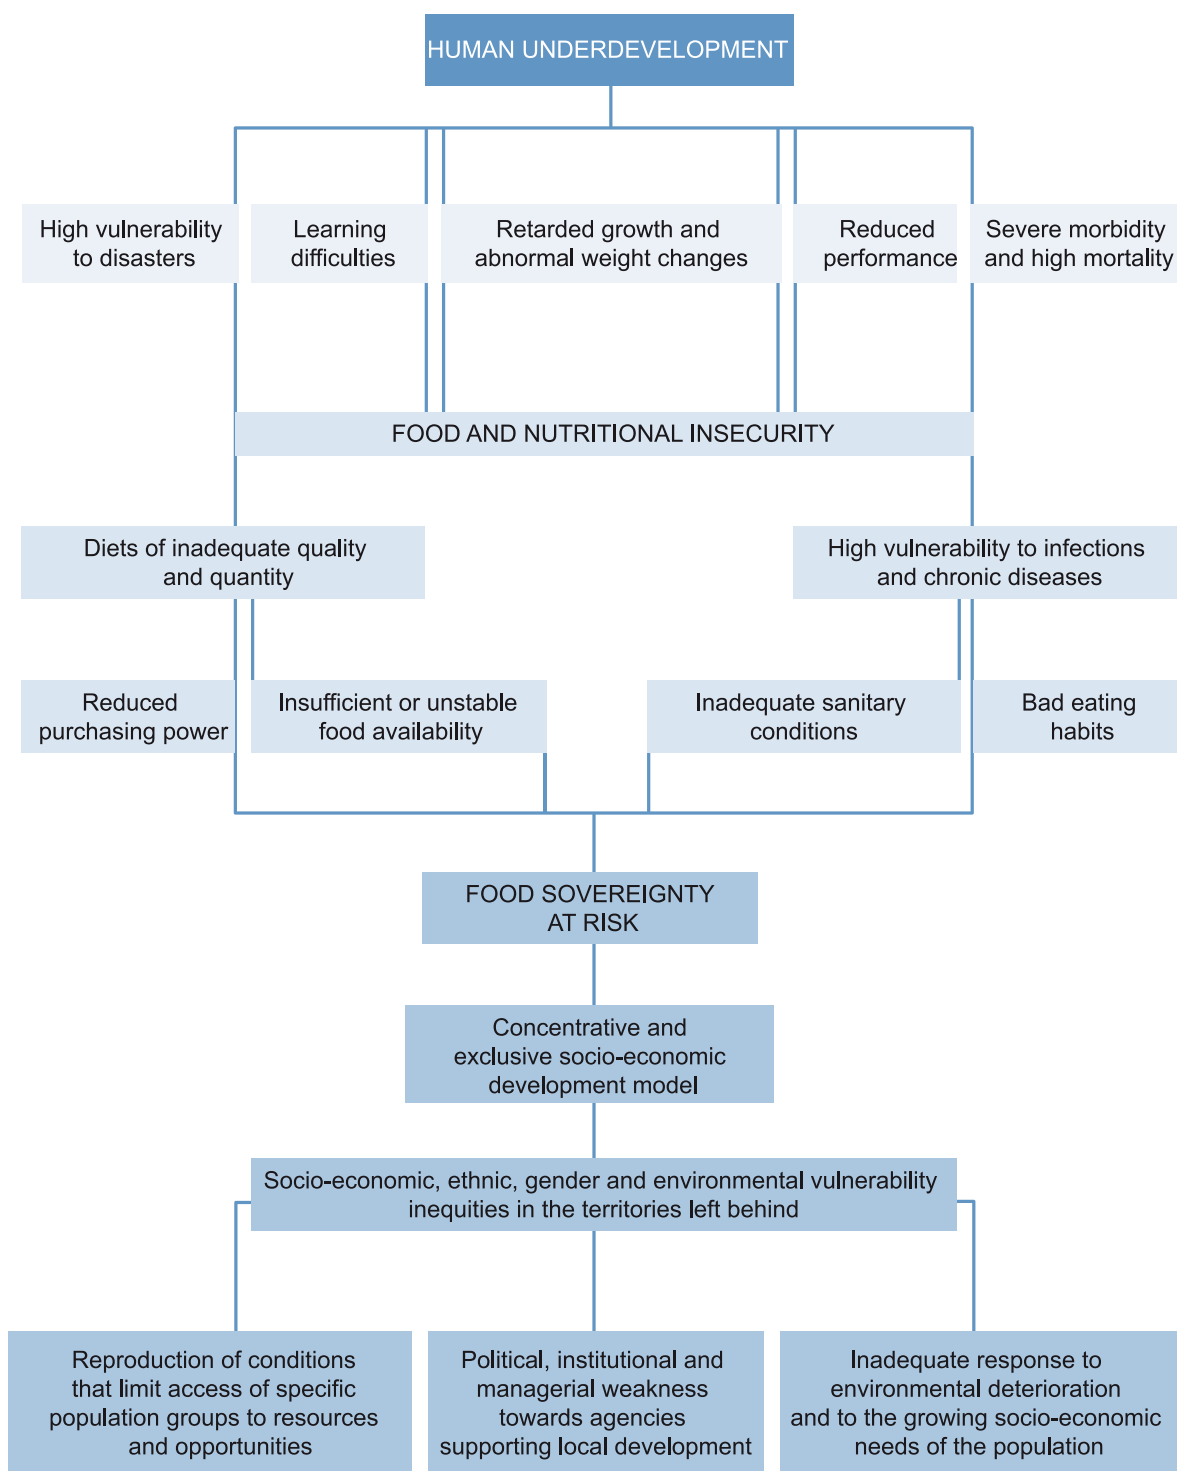 HUMAN UNDERDEVELOPMENT
High vulnerability
to disasters
Learning
difficulties
Retarded growth and
abnormal weight changes
Reduced
performance
Severe morbidity
and high mortality
FOOD AND NUTRITIONAL INSECURITY
Diets of inadequate quality
and quantity
High vulnerability to infections
and chronic diseases
Reduced
purchasing power
Insufficient or unstable
food availability
Inadequate sanitary
conditions
Bad eating
habits
FOOD SOVEREIGNTY
AT RISK
Concentrative and
exclusive socio-economic
development model
Socio-economic, ethnic, gender and environmental vulnerability
inequities in the territories left behind
Reproduction of conditions
that limit access of specific
population groups to resources
and opportunities
Political, institutional and
managerial weakness
towards agencies
supporting local development
Inadequate response to
environmental deterioration
and to the growing socio-economic
needs of the population